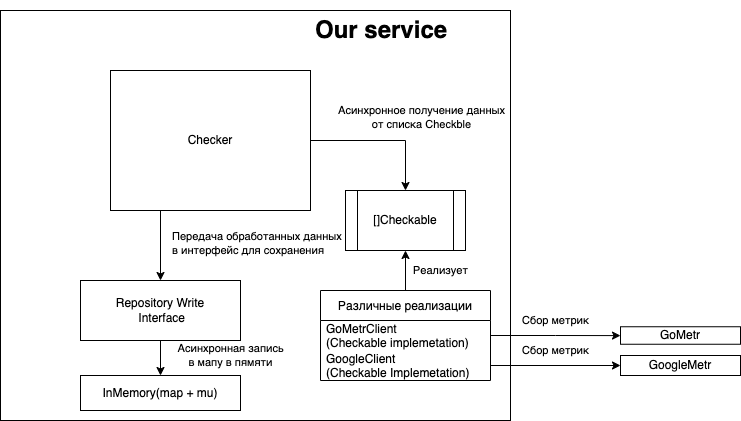 Our service
Checker
Асинхронное получение данных
от списка Checkble
[]Checkable
Передача обработанных данных
в интерфейс для сохранения
Реализует
Repository Write
Interface
Различные реализации
GoMetrClient
(Checkable implemetation)
GoogleClient
(Checkable Implemetation)
Сбор метрик
GoMetr
Сбор метрик
GoogleMetr
Асинхронная запись
в мапу в пямяти
InMemory(map + mu)